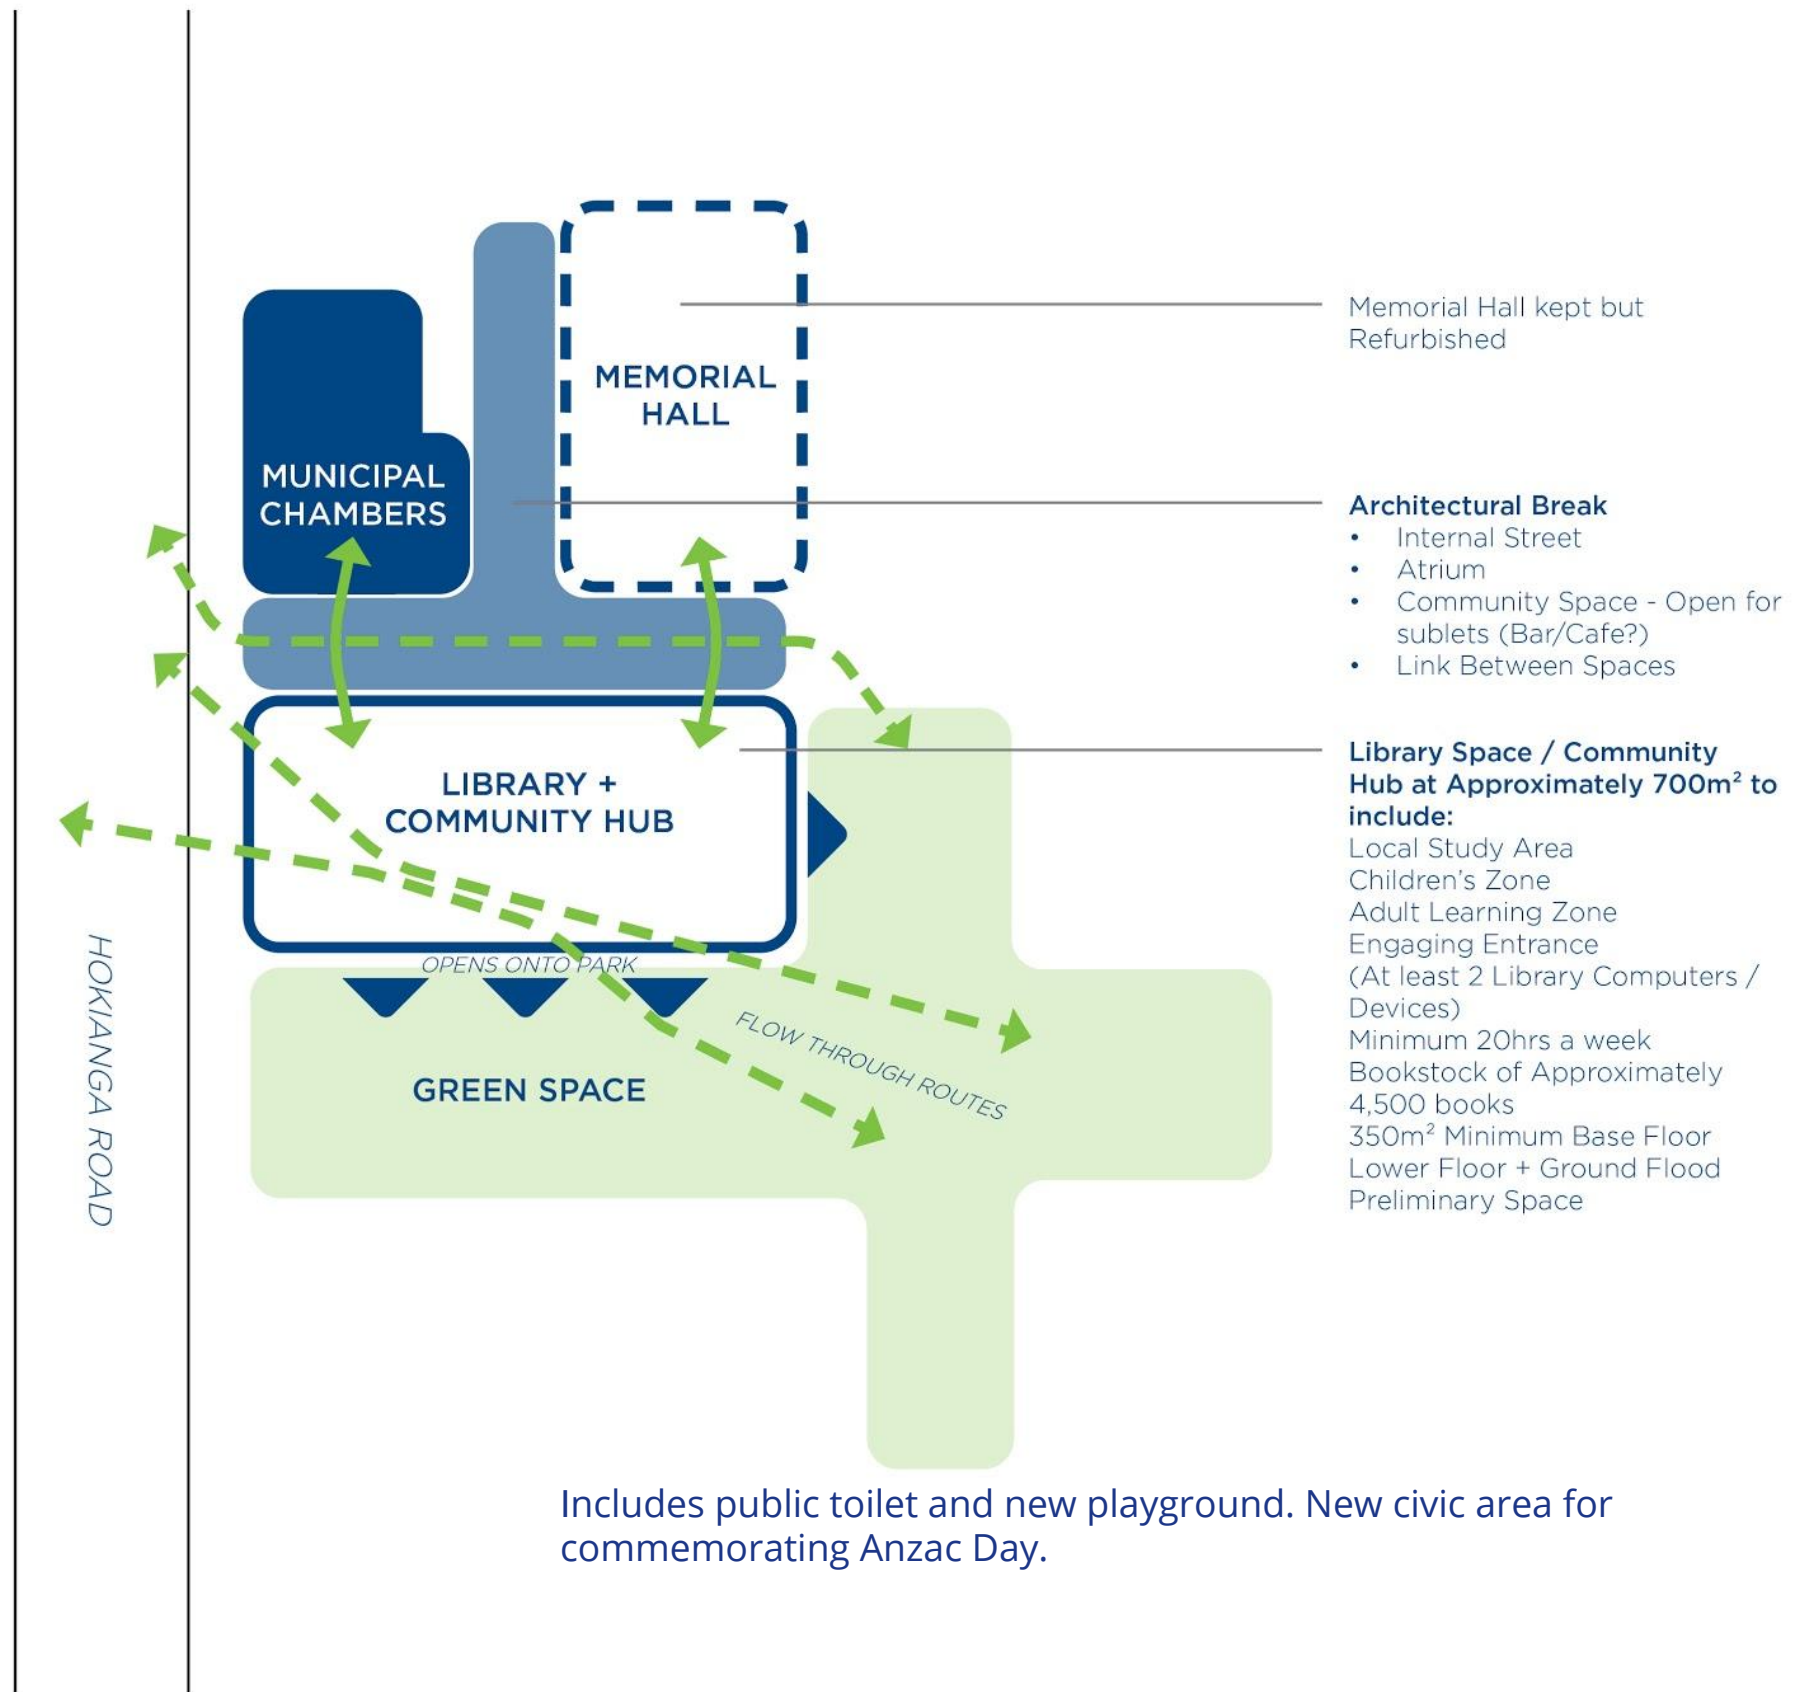 MEMORIAL
HALL
MUNICIPAL
CHAMBERS
LIBRARY +
COMMUNITY HUB
OPENS ONTO PARK
FLOW THROUGH ROUTES
GREEN SPACE
HOKIANGA ROAD
Memorial Hall kept but
Refurbished
Architectural Break
• Internal Street
• Atrium
• Community Space - Open for
sublets (Bar/Cafe?)
• Link Between Spaces
Library Space / Community
Hub at Approximately 700m² to
include:
Local Study Area
Children's Zone
Adult Learning Zone
Engaging Entrance
(At least 2 Library Computers /
Devices)
Minimum 20hrs a week
Bookstock of Approximately
4,500 books
350m² Minimum Base Floor
Lower Floor + Ground Flood
Preliminary Space
Includes public toilet and new playground. New civic area for
commemorating Anzac Day.